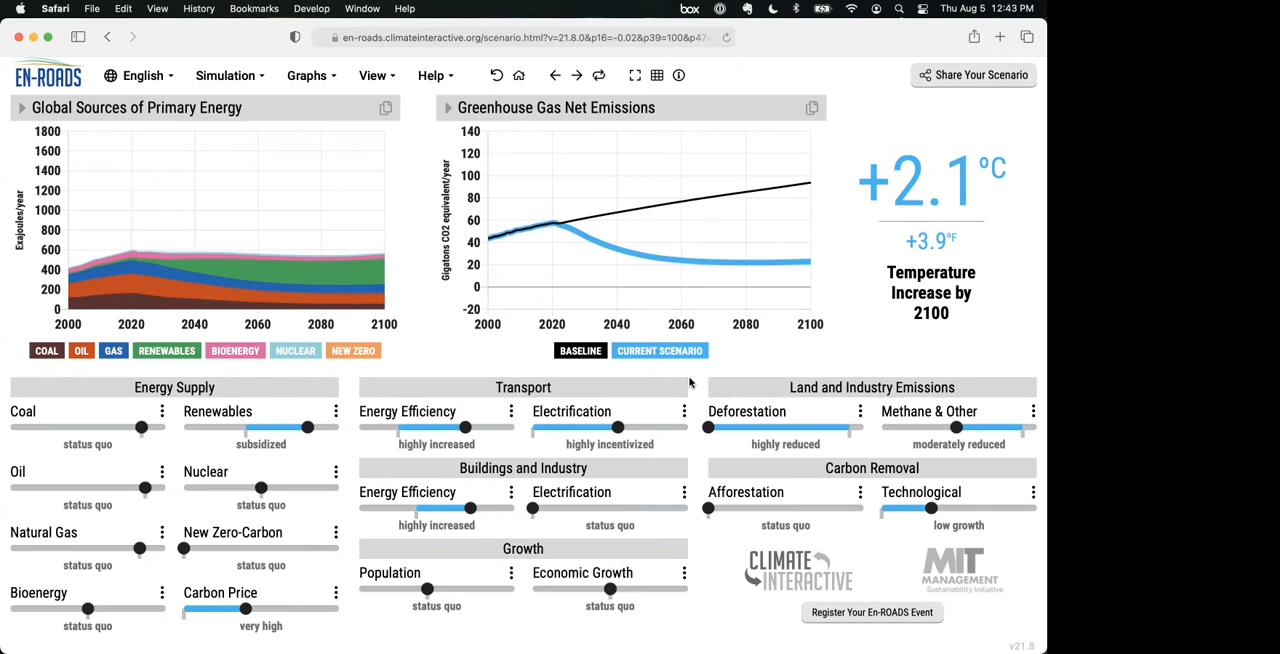 Safari File Edit View History Bookmarks Develop Window Help box Thu Aug 5 12:43 PM
en-roads.climateinteractive.org/scenario.html?v=21.8.0&p16=-0.02&p39=100&p47=
EN-ROADS English Simulation Graphs View Help Share Your Scenario
Global Sources of Primary Energy
Exajoules/year
1800
1600
1400
1200
1000
800
600
400
200
0
2000 2020 2040 2060 2080 2100
COAL OIL GAS RENEWABLES BIOENERGY NUCLEAR NEW ZERO
Greenhouse Gas Net Emissions
Gigatons CO2 equivalent/year
140
120
100
80
60
40
20
0
-20
2000 2020 2040 2060 2080 2100
BASELINE CURRENT SCENARIO
+2.1°C
+3.9°F
Temperature
Increase by
2100
Energy Supply
Coal
status quo
Renewables
subsidized
Oil
status quo
Nuclear
status quo
Natural Gas
status quo
New Zero-Carbon
status quo
Bioenergy
status quo
Carbon Price
very high
Transport
Energy Efficiency
highly increased
Electrification
highly incentivized
Buildings and Industry
Energy Efficiency
highly increased
Electrification
status quo
Growth
Population
status quo
Economic Growth
status quo
Land and Industry Emissions
Deforestation
highly reduced
Methane & Other
moderately reduced
Carbon Removal
Afforestation
status quo
Technological
low growth
CLIMATE
INTERACTIVE
MIT
MANAGEMENT
Sustainability Initiative
Register Your En-ROADS Event
v21.8